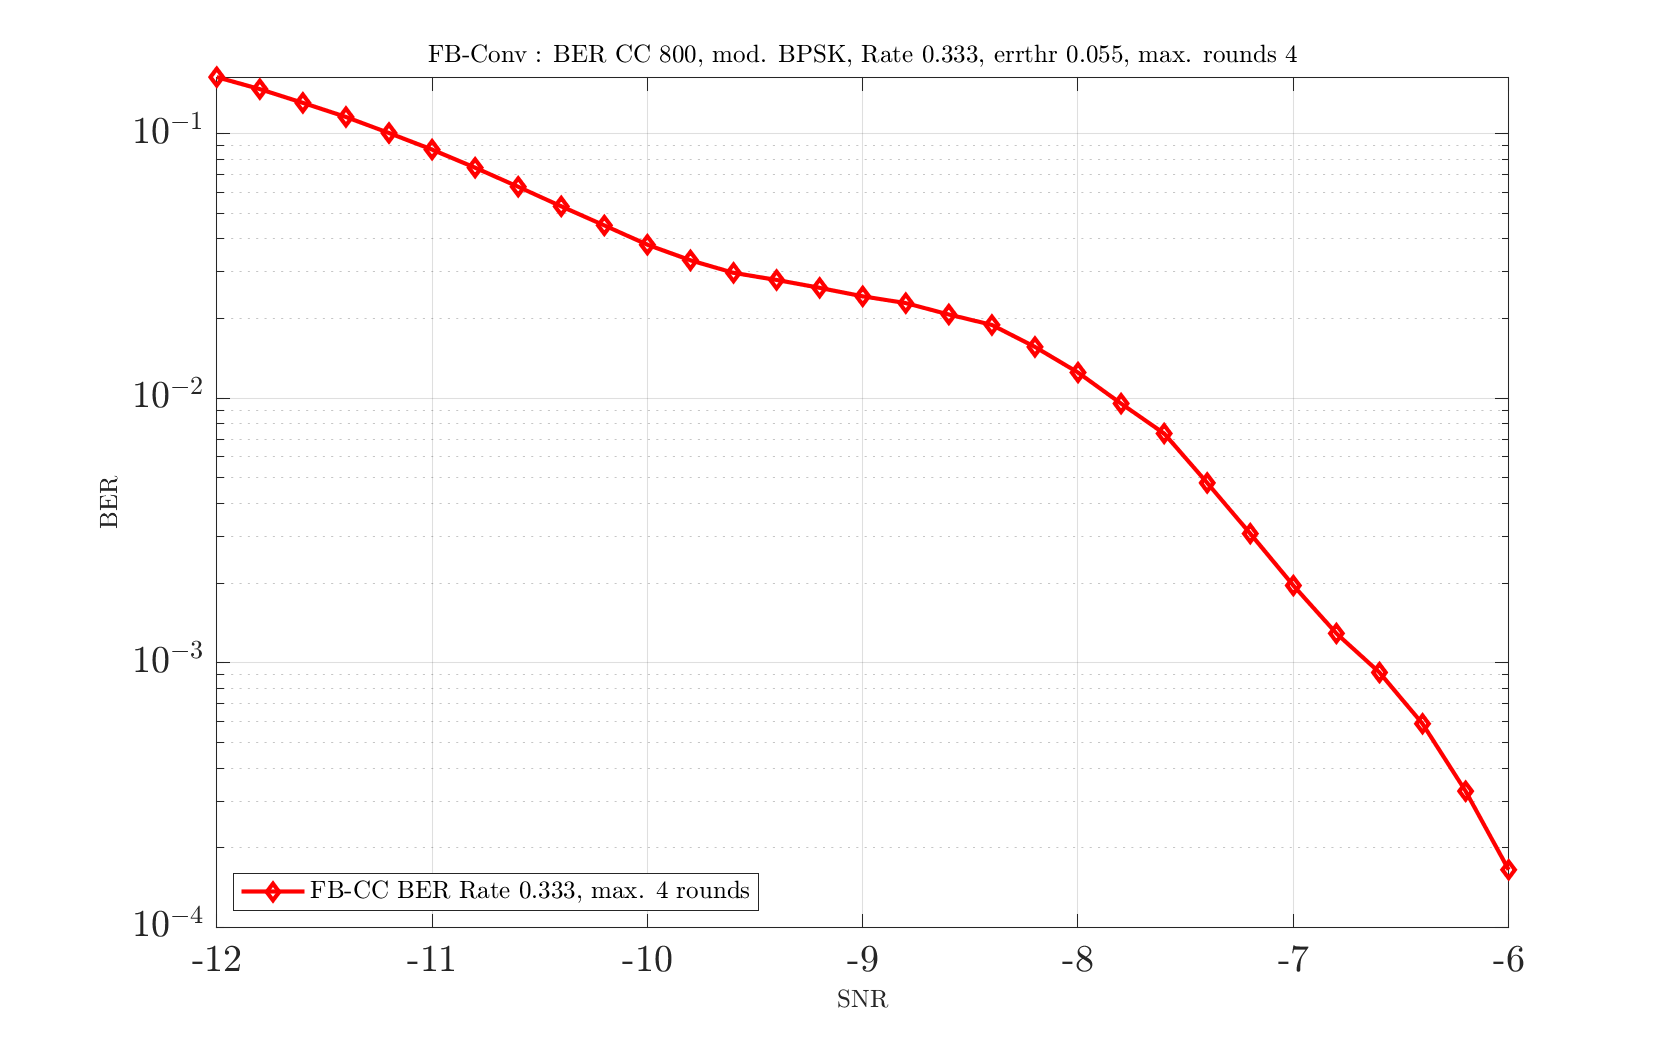 FB-Conv : BER CC 800, mod. BPSK, Rate 0.333, errthr 0.055, max. rounds 4
10⁻¹
10⁻²
10⁻³
10⁻⁴
BER
FB-CC BER Rate 0.333, max. 4 rounds
-12 -11 -10 -9 -8 -7 -6
SNR